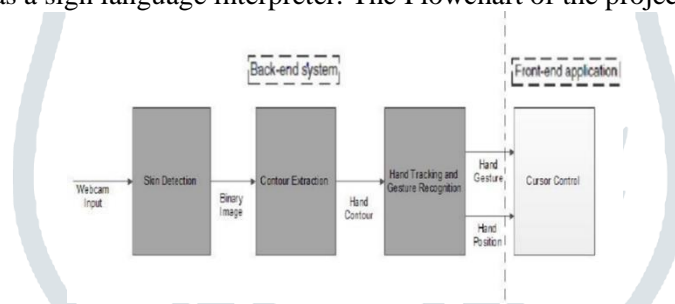 as a sign language interpreter. The Flowchart of the project
Back-end system
Front-end application
Webcam
Input
Skin Detection
Binary
Image
Contour Extraction
Hand
Contour
Hand Tracking and
Gesture Recognition
Hand
Gesture
Hand
Position
Cursor Control